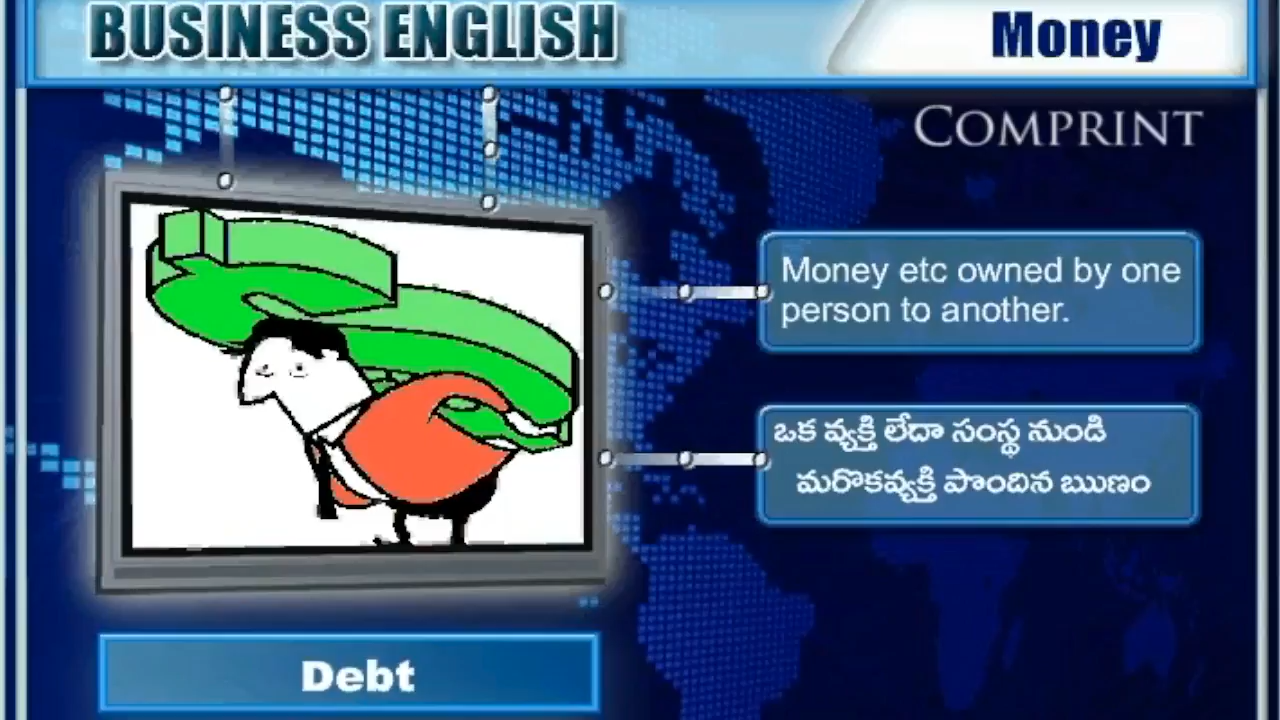 BUSINESS ENGLISH
Money
COMPRINT
Money etc owned by one
person to another.
ఒక వ్యక్తి లేదా సంస్థ నుండి
మరొకవ్యక్తి పొందిన ఋణం
Debt